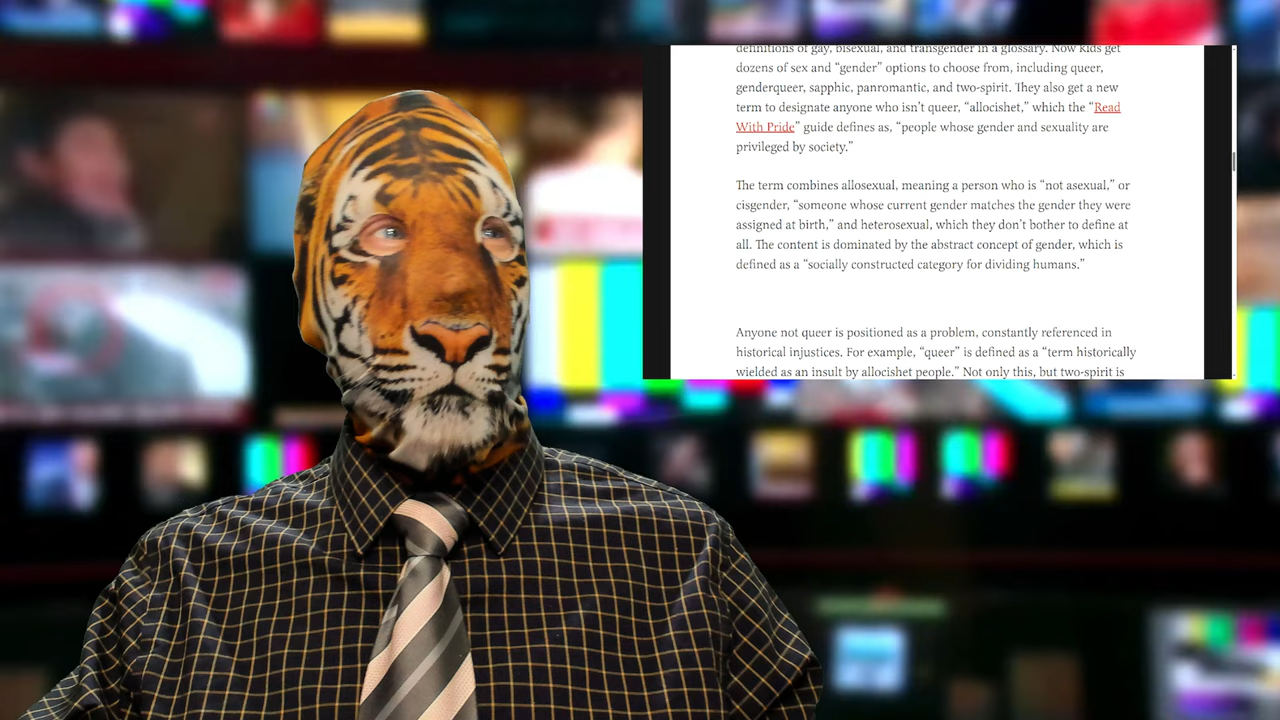 definitions of gay, bisexual, and transgender in a glossary. Now kids get
dozens of sex and “gender” options to choose from, including queer,
genderqueer, sapphic, panromantic, and two-spirit. They also get a new
term to designate anyone who isn’t queer, “allocishet,” which the “Read
With Pride” guide defines as, “people whose gender and sexuality are
privileged by society.”
The term combines allosexual, meaning a person who is “not asexual,” or
cisgender, “someone whose current gender matches the gender they were
assigned at birth,” and heterosexual, which they don’t bother to define at
all. The content is dominated by the abstract concept of gender, which is
defined as a “socially constructed category for dividing humans.”
Anyone not queer is positioned as a problem, constantly referenced in
historical injustices. For example, “queer” is defined as a “term historically
wielded as an insult by allocishet people.” Not only this, but two-spirit is